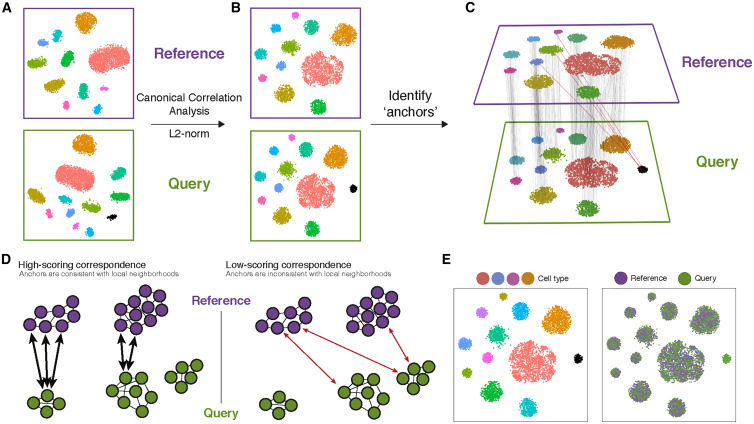 A
B
C
Reference
Canonical Correlation
Analysis
L2-norm
Query
Identify
‘anchors’
Reference
Query
D
High-scoring correspondence
Anchors are consistent with local neighborhoods
Low-scoring correspondence
Anchors are inconsistent with local neighborhoods
Reference
Query
E
Cell type
Reference
Query